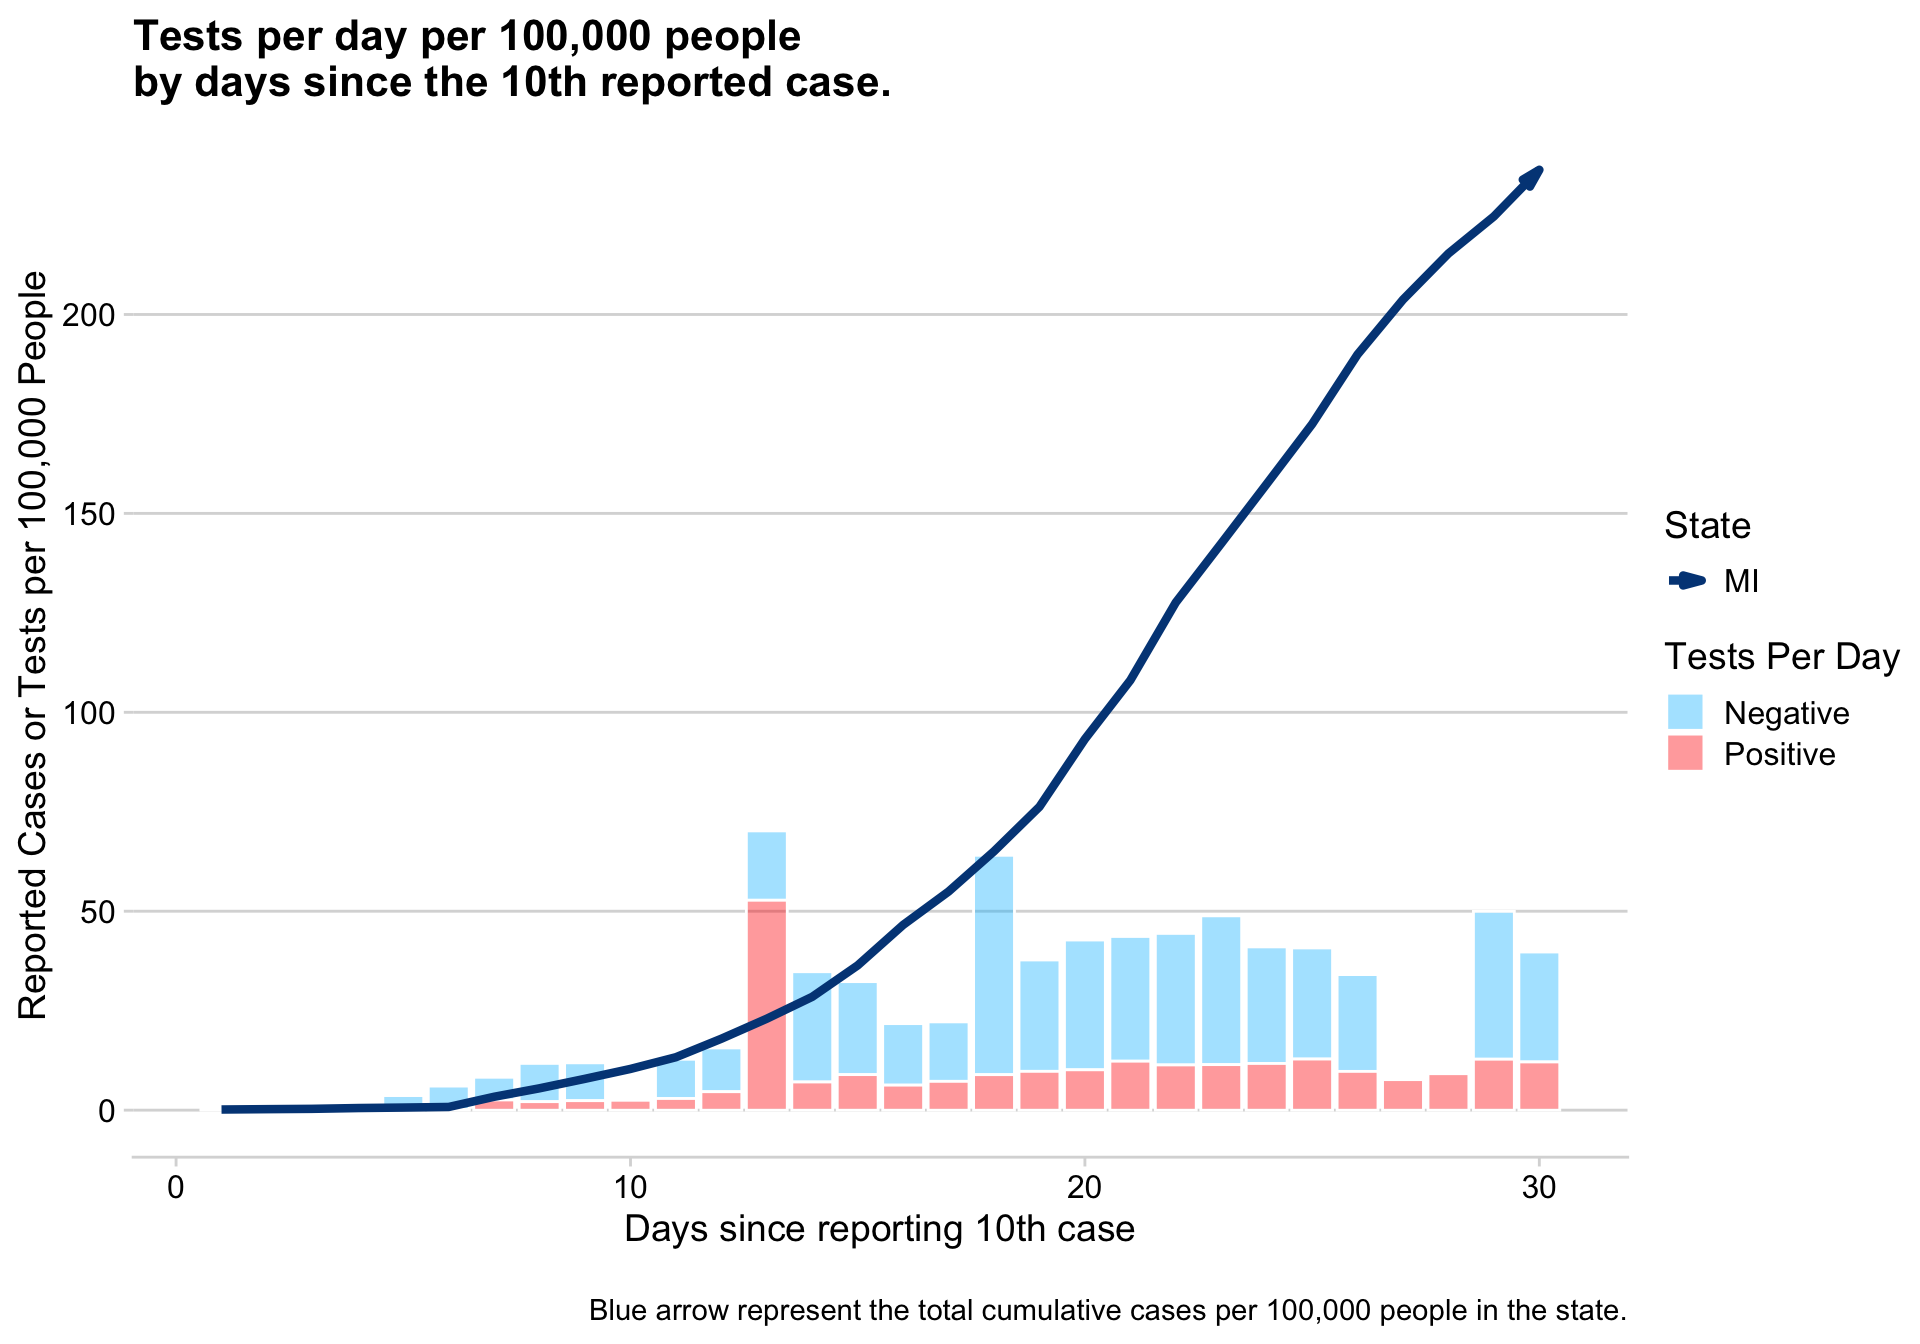 Tests per day per 100,000 people
by days since the 10th reported case.
Reported Cases or Tests per 100,000 People
200
150
100
50
0
0
10
20
30
Days since reporting 10th case
State
MI
Tests Per Day
Negative
Positive
Blue arrow represent the total cumulative cases per 100,000 people in the state.